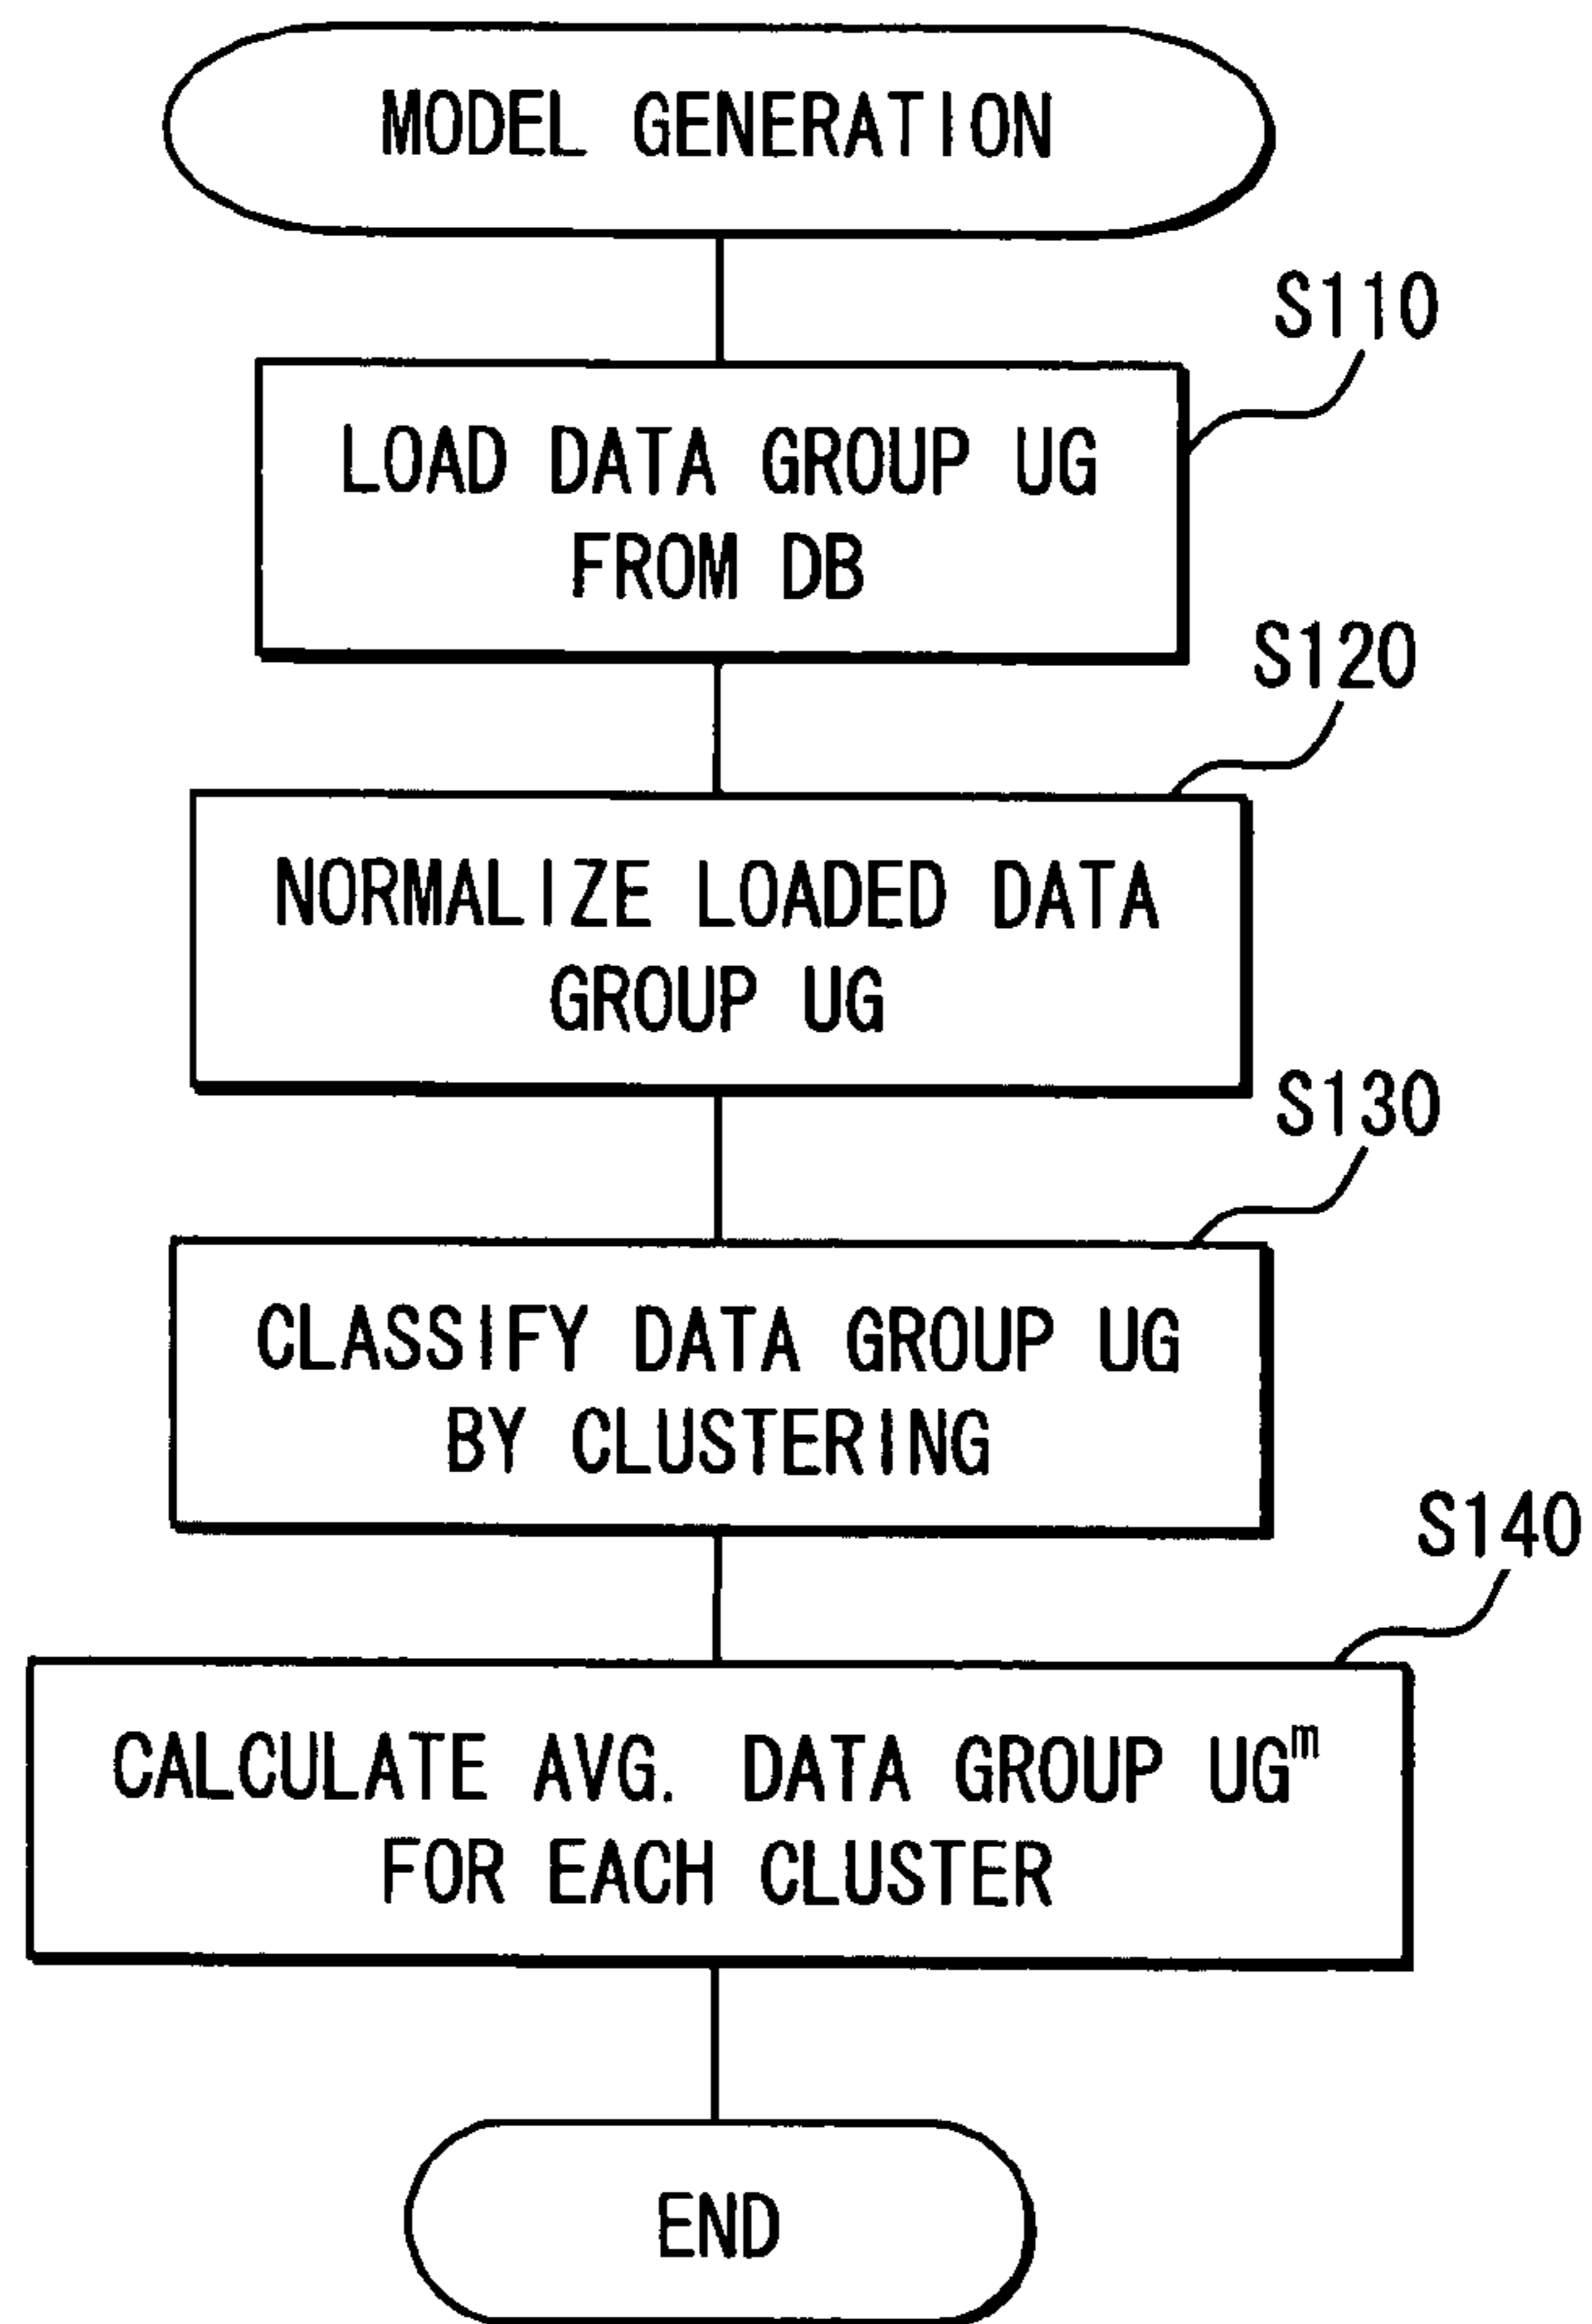 MODEL GENERATION
S110
LOAD DATA GROUP UG
FROM DB
S120
NORMALIZE LOADED DATA
GROUP UG
S130
CLASSIFY DATA GROUP UG
BY CLUSTERING
S140
CALCULATE AVG. DATA GROUP UGᵐ
FOR EACH CLUSTER
END